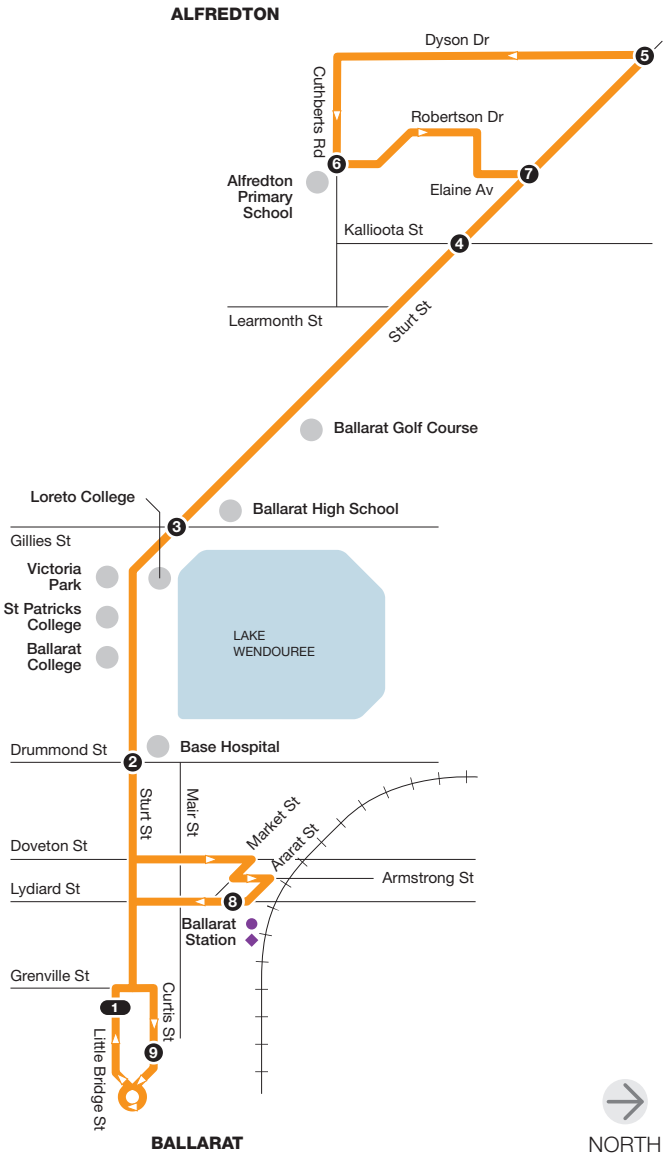 ALFREDTON
Dyson Dr
5
Cuthberts Rd
Robertson Dr
6
7
Alfredton
Primary
School
Elaine Av
Kallioota St
4
Learmonth St
Sturt St
Ballarat Golf Course
Loreto College
Ballarat High School
3
Gillies St
Victoria
Park
St Patricks
College
Ballarat
College
LAKE
WENDOUREE
Drummond St
2
Base Hospital
Sturt St
Mair St
Market St
Ararat St
Doveton St
Armstrong St
Lydiard St
8
Ballarat
Station
Grenville St
1
Curtis St
9
Little Bridge St
BALLARAT
NORTH